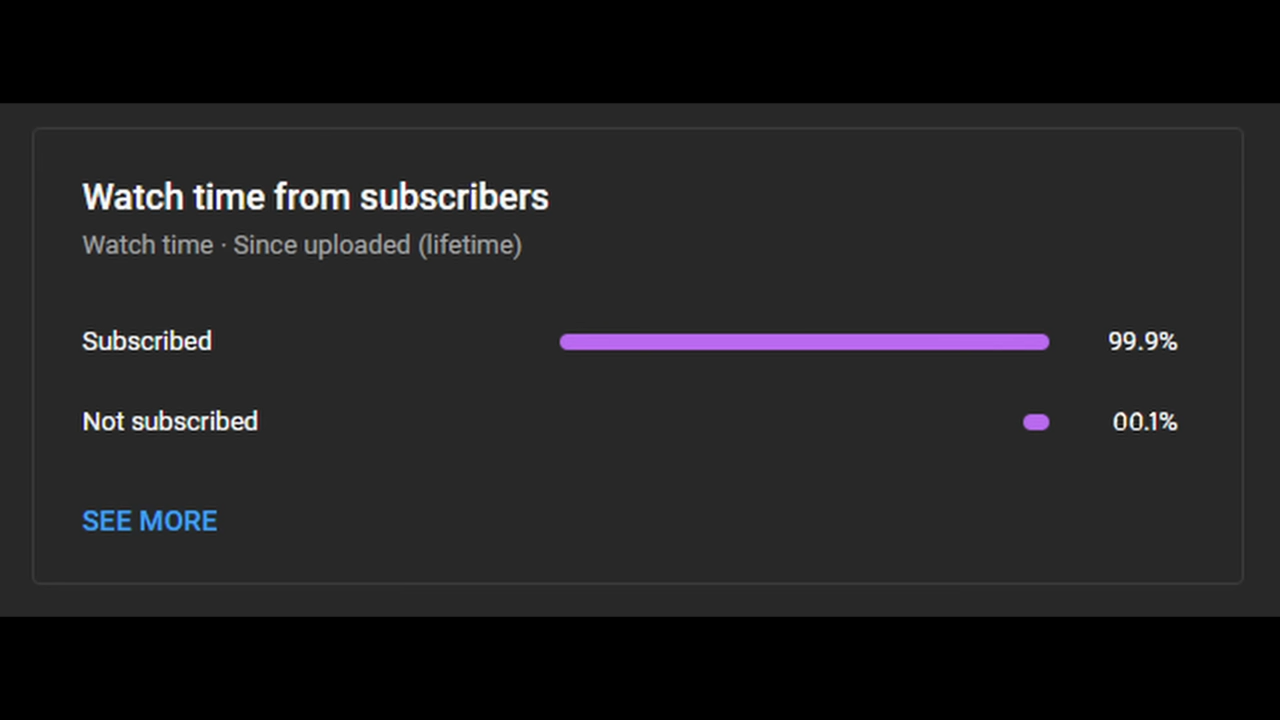 Watch time from subscribers
Watch time · Since uploaded (lifetime)
Subscribed 99.9%
Not subscribed 00.1%
SEE MORE